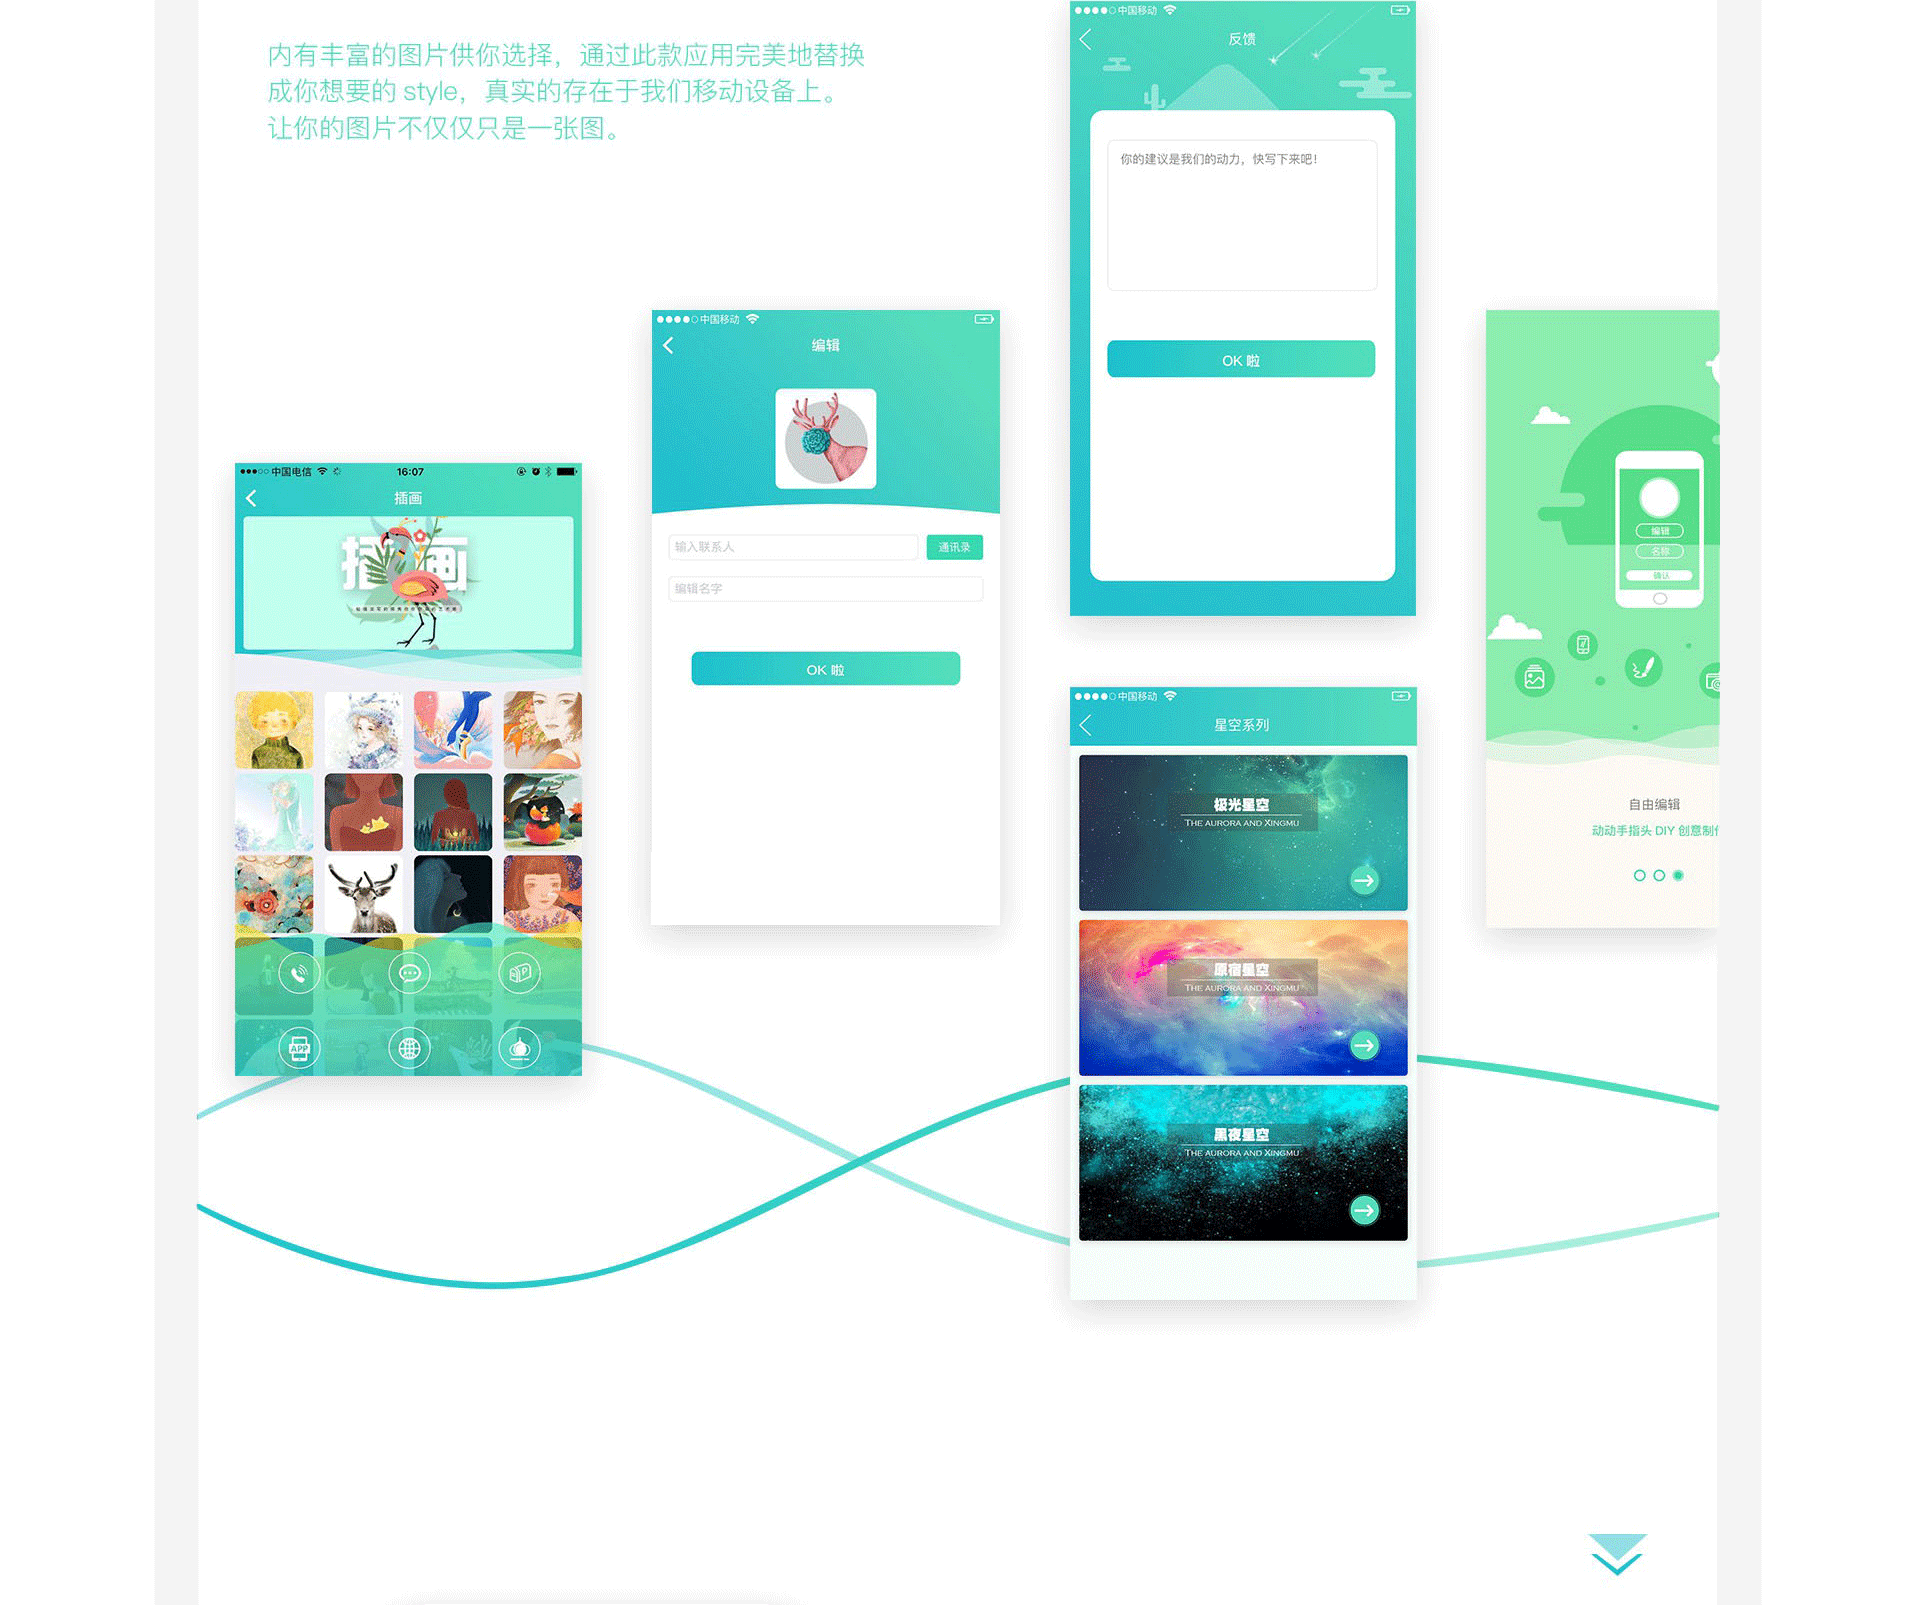 内有丰富的图片供你选择，通过此款应用完美地替换
成你想要的 style，真实的存在于我们移动设备上。
让你的图片不仅仅只是一张图。
中国移动
反馈
你的建议是我们的动力，快写下来吧！
OK 啦
中国移动
编辑
输入联系人
通讯录
编辑名字
OK 啦
中国电信
16:07
插画
插画
APP
中国移动
星空系列
极光星空
THE AURORA AND XINGMU
原宿星空
THE AURORA AND XINGMU
黑夜星空
THE AURORA AND XINGMU
编辑
名称
确认
自由编辑
动动手指头 DIY 创意制